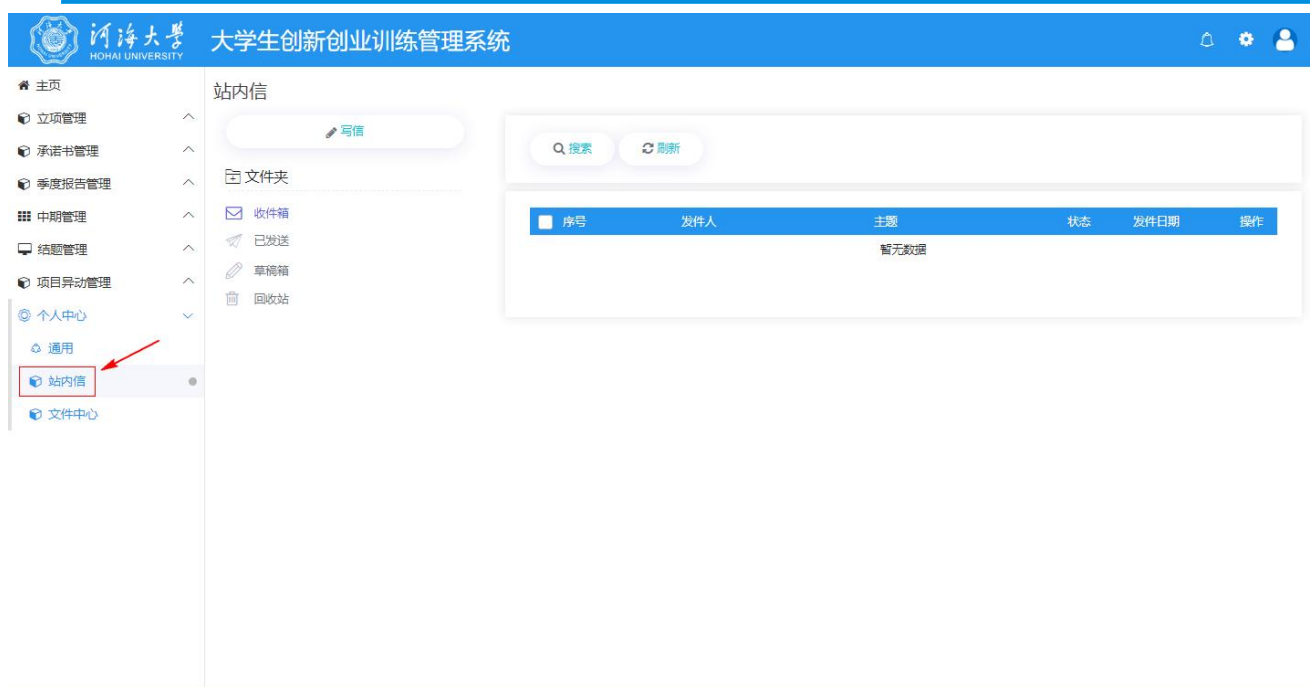 河海大學
HOHAI UNIVERSITY
大学生创新创业训练管理系统
主页
立项管理
承诺书管理
季度报告管理
中期管理
结题管理
项目异动管理
个人中心
通用
站内信
文件中心
站内信
写信
文件夹
收件箱
已发送
草稿箱
回收站
搜索 刷新
序号 发件人 主题 状态 发件日期 操作
暂无数据